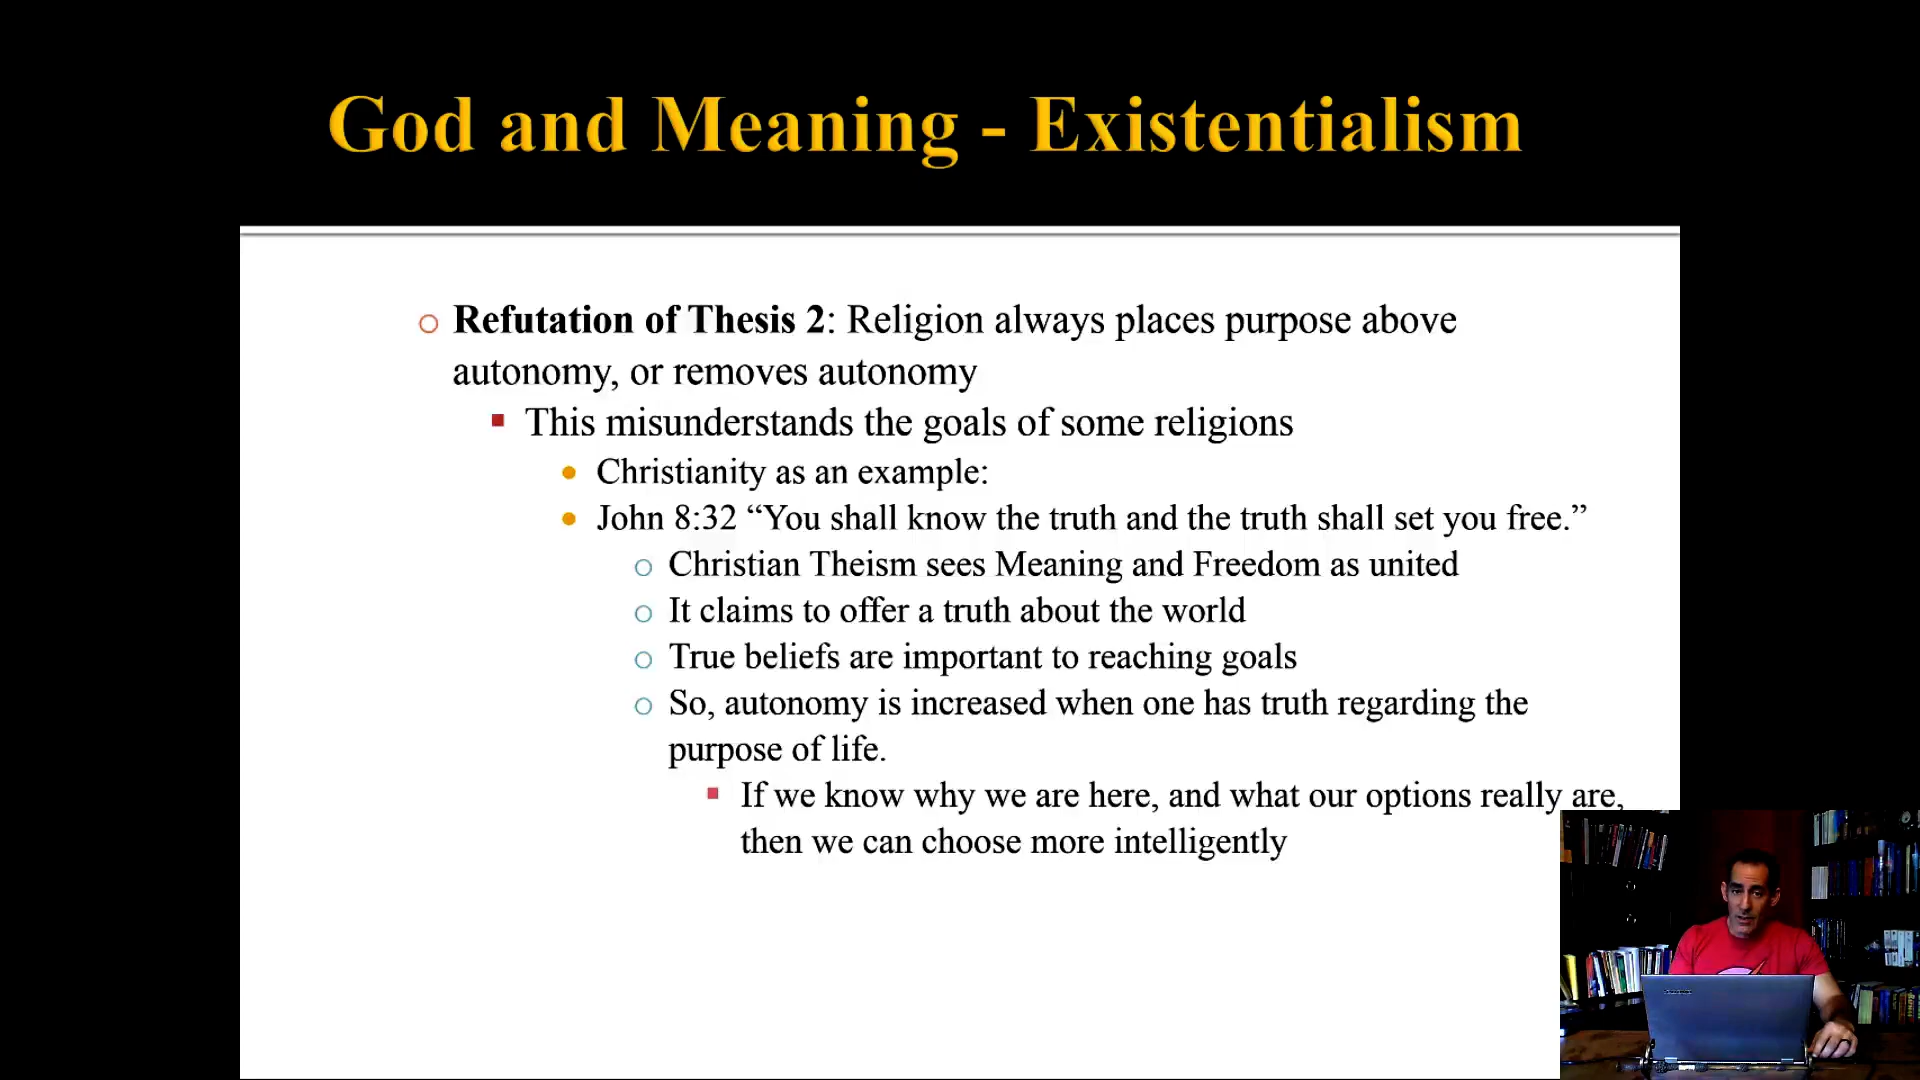 God and Meaning - Existentialism
Refutation of Thesis 2: Religion always places purpose above
autonomy, or removes autonomy
This misunderstands the goals of some religions
Christianity as an example:
John 8:32 “You shall know the truth and the truth shall set you free.”
Christian Theism sees Meaning and Freedom as united
It claims to offer a truth about the world
True beliefs are important to reaching goals
So, autonomy is increased when one has truth regarding the
purpose of life.
If we know why we are here, and what our options really are,
then we can choose more intelligently